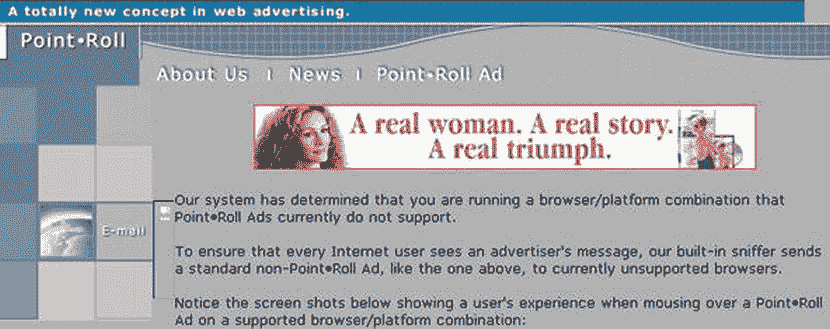 A totally new concept in web advertising.
Point•Roll
About Us | News | Point•Roll Ad
A real woman. A real story.
A real triumph.
Our system has determined that you are running a browser/platform combination that
Point•Roll Ads currently do not support.
E-mail
To ensure that every Internet user sees an advertiser's message, our built-in sniffer sends
a standard non-Point•Roll Ad, like the one above, to currently unsupported browsers.
Notice the screen shots below showing a user's experience when mousing over a Point•Roll
Ad on a supported browser/platform combination: